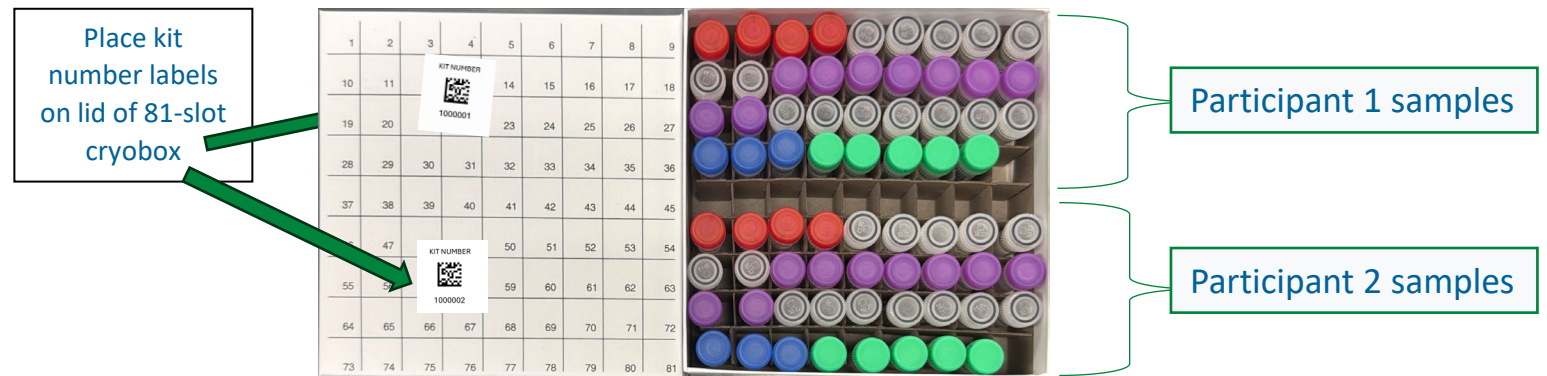 Place kit
number labels
on lid of 81-slot
cryobox
1 2 3 4 5 6 7 8 9
KIT NUMBER
10 11 14 15 16 17 18
1000001
19 20 23 24 25 26 27
28 29 30 31 32 33 34 35 36
37 38 39 40 41 42 43 44 45
47 50 51 52 53 54
KIT NUMBER
55 59 60 61 62 63
1000002
64 65 66 67 68 69 70 71 72
73 74 75 76 77 78 79 80 81
Participant 1 samples
Participant 2 samples